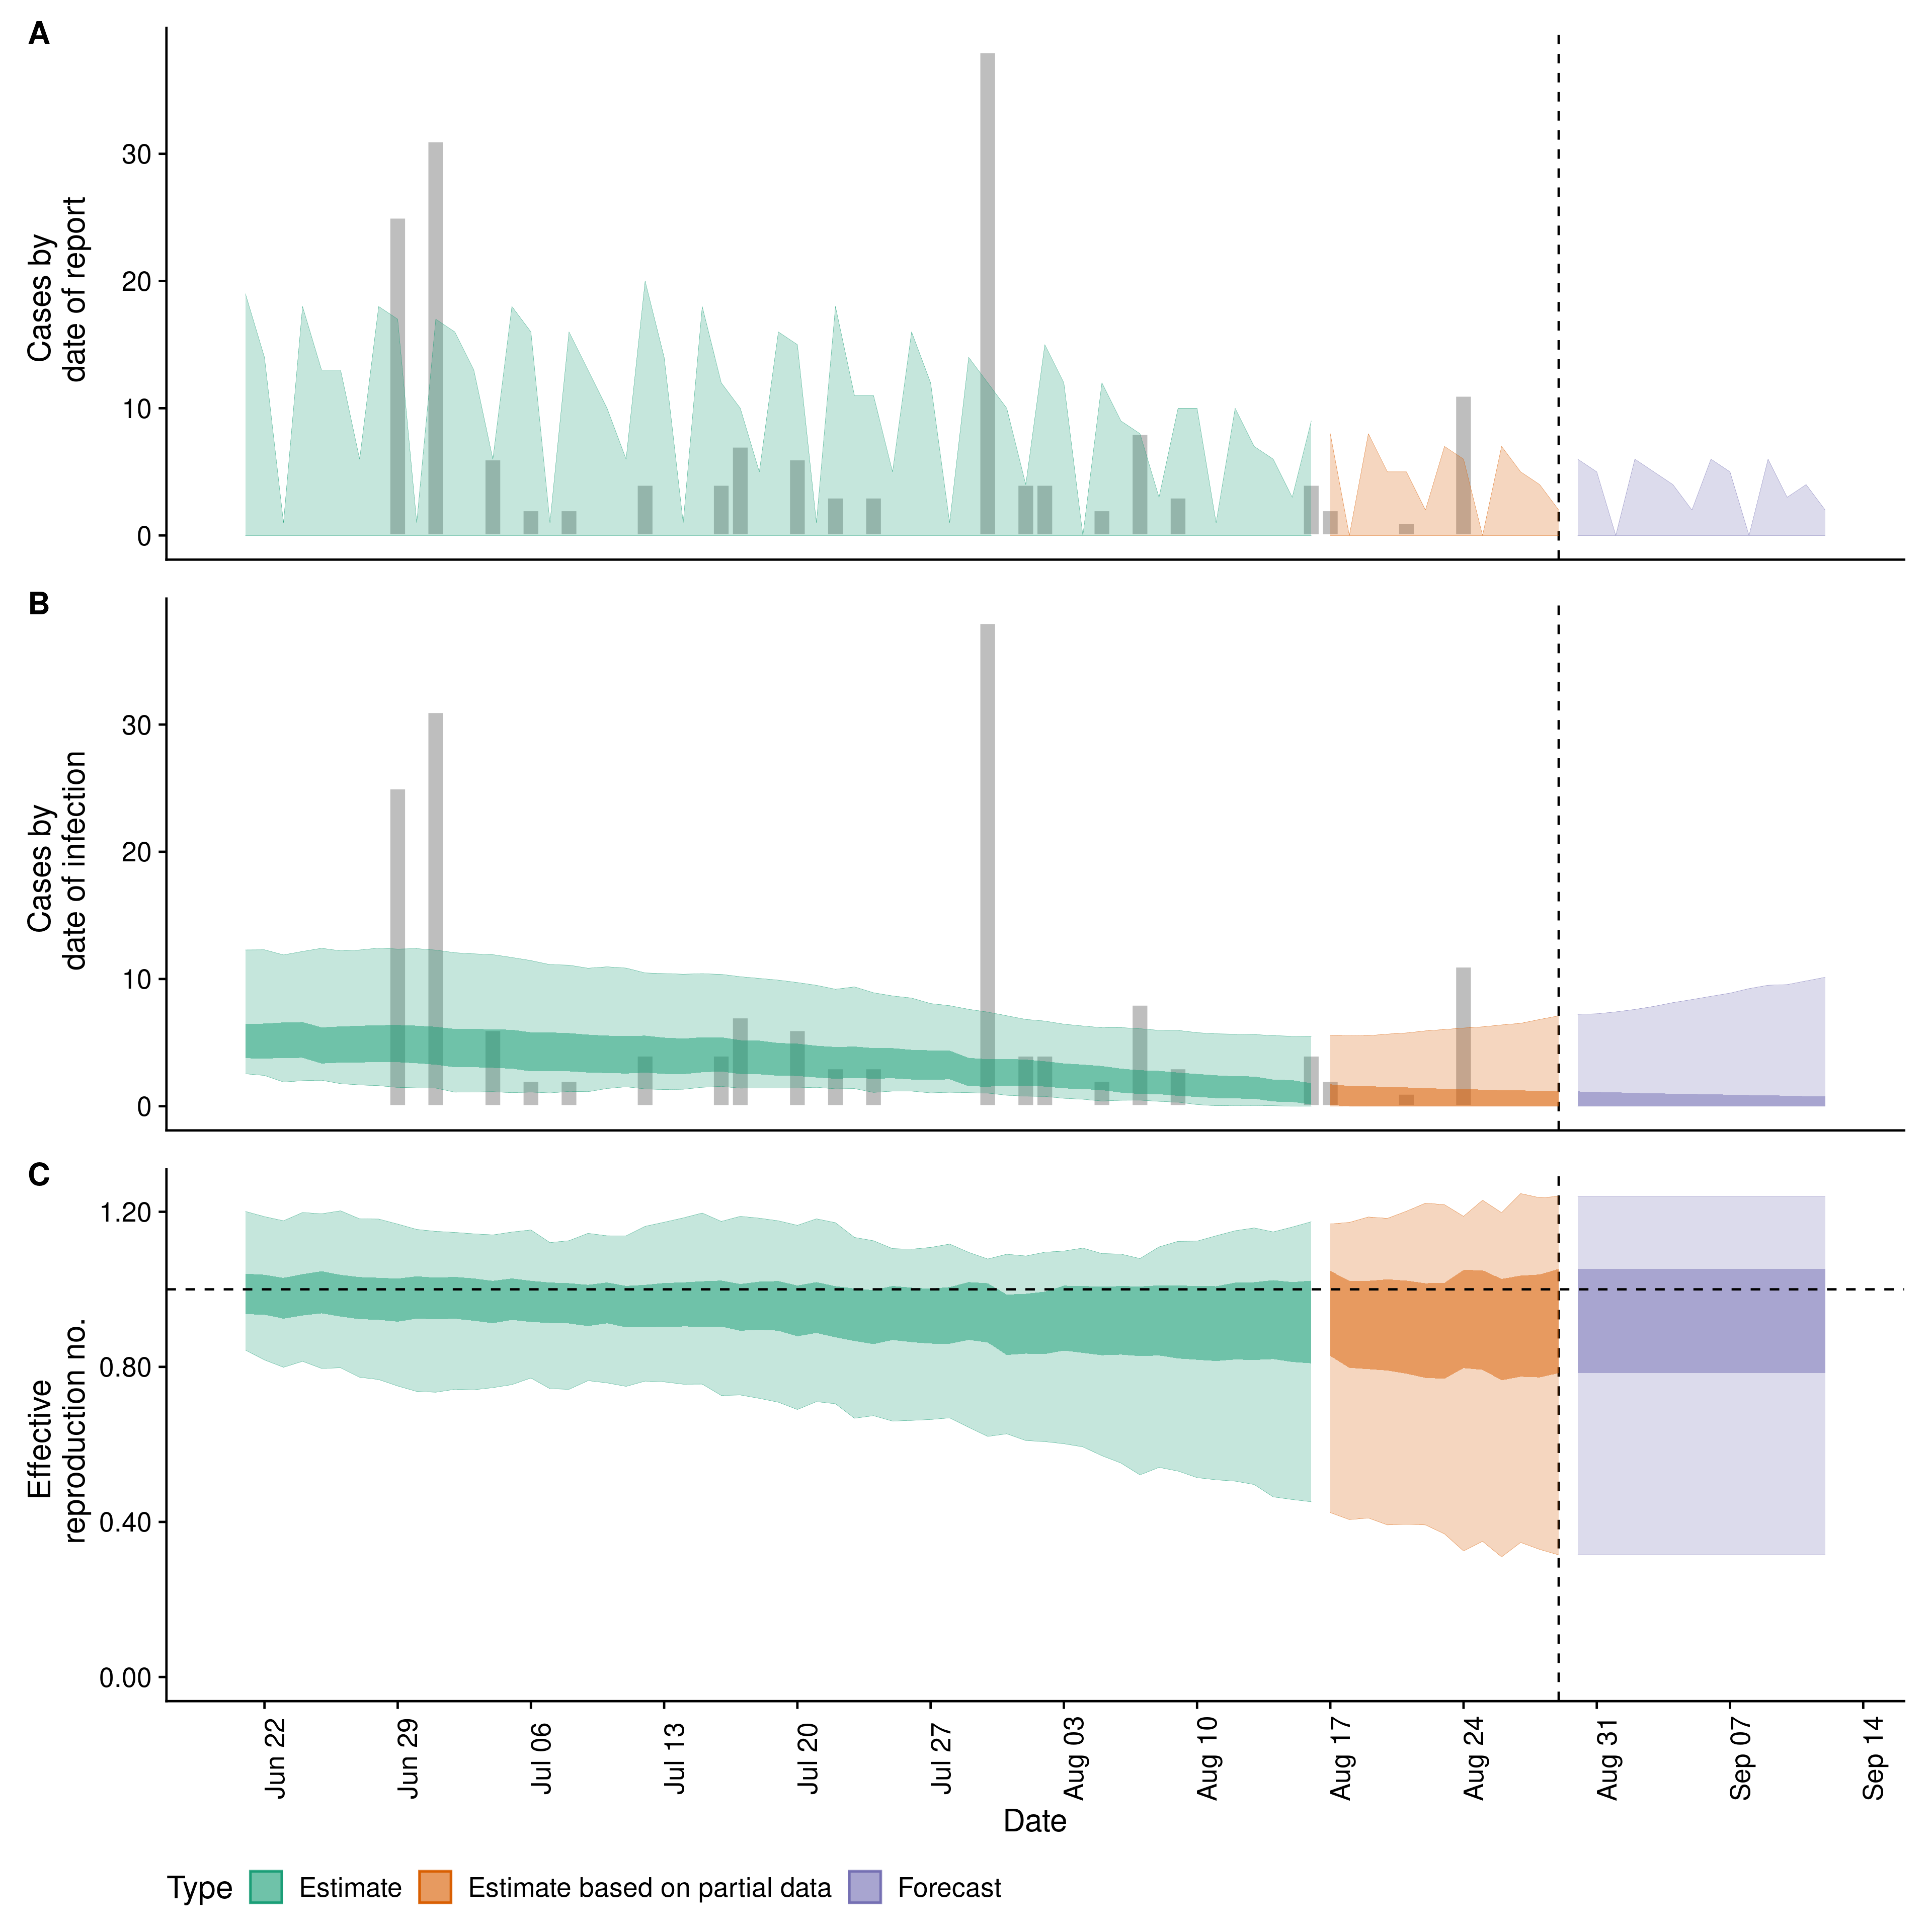 A
Cases by
date of report
30
20
10
0
B
Cases by
date of infection
30
20
10
0
C
Effective
reproduction no.
1.20
0.80
0.40
0.00
Jun 22
Jun 29
Jul 06
Jul 13
Jul 20
Jul 27
Aug 03
Aug 10
Aug 17
Aug 24
Aug 31
Sep 07
Sep 14
Date
Type Estimate Estimate based on partial data Forecast